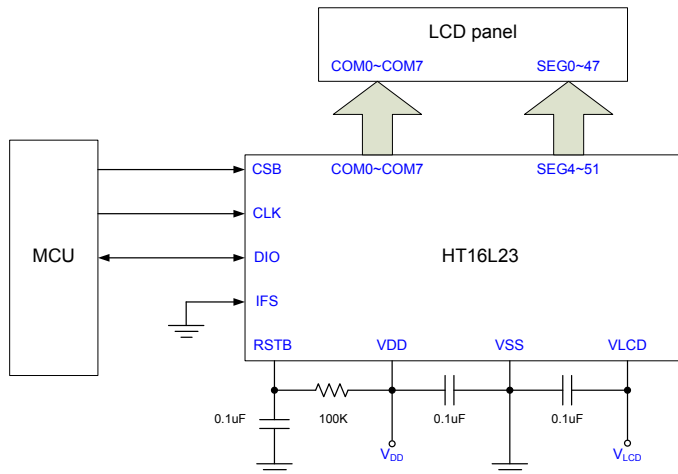 LCD panel
COM0~COM7 SEG0~47
CSB COM0~COM7 SEG4~51
CLK
MCU DIO HT16L23
IFS
RSTB VDD VSS VLCD
0.1uF 100K 0.1uF 0.1uF
VDD VLCD